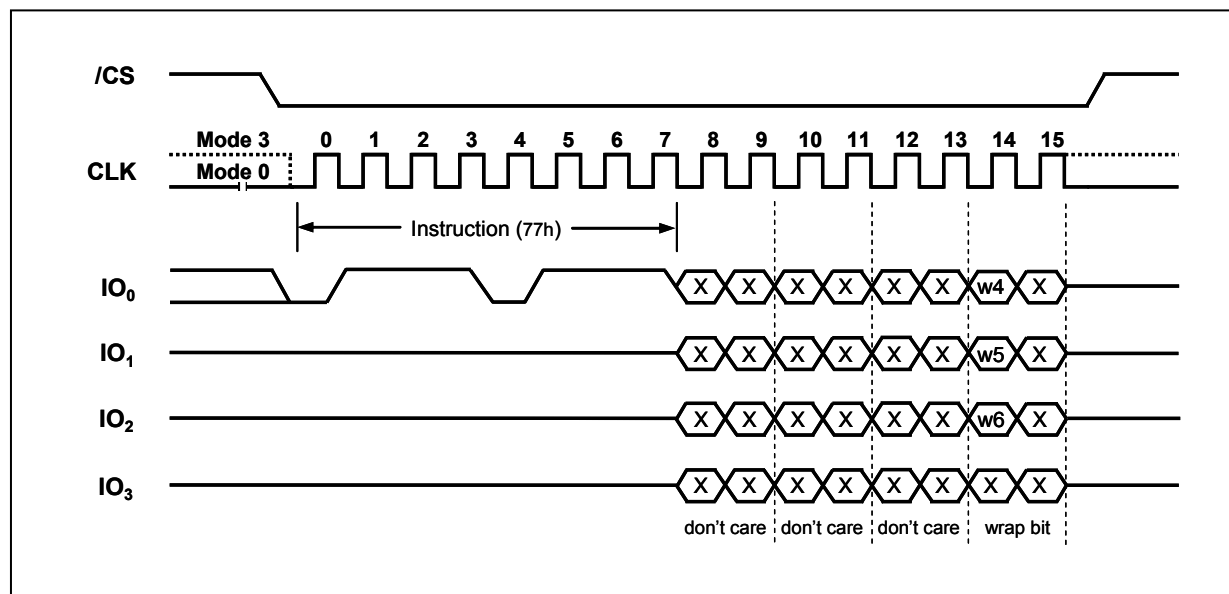 /CS
Mode 3 0 1 2 3 4 5 6 7 8 9 10 11 12 13 14 15
CLK Mode 0
Instruction (77h)
IO0 X X X X X X w4 X
IO1 X X X X X X w5 X
IO2 X X X X X X w6 X
IO3 X X X X X X X X
don't care don't care don't care wrap bit